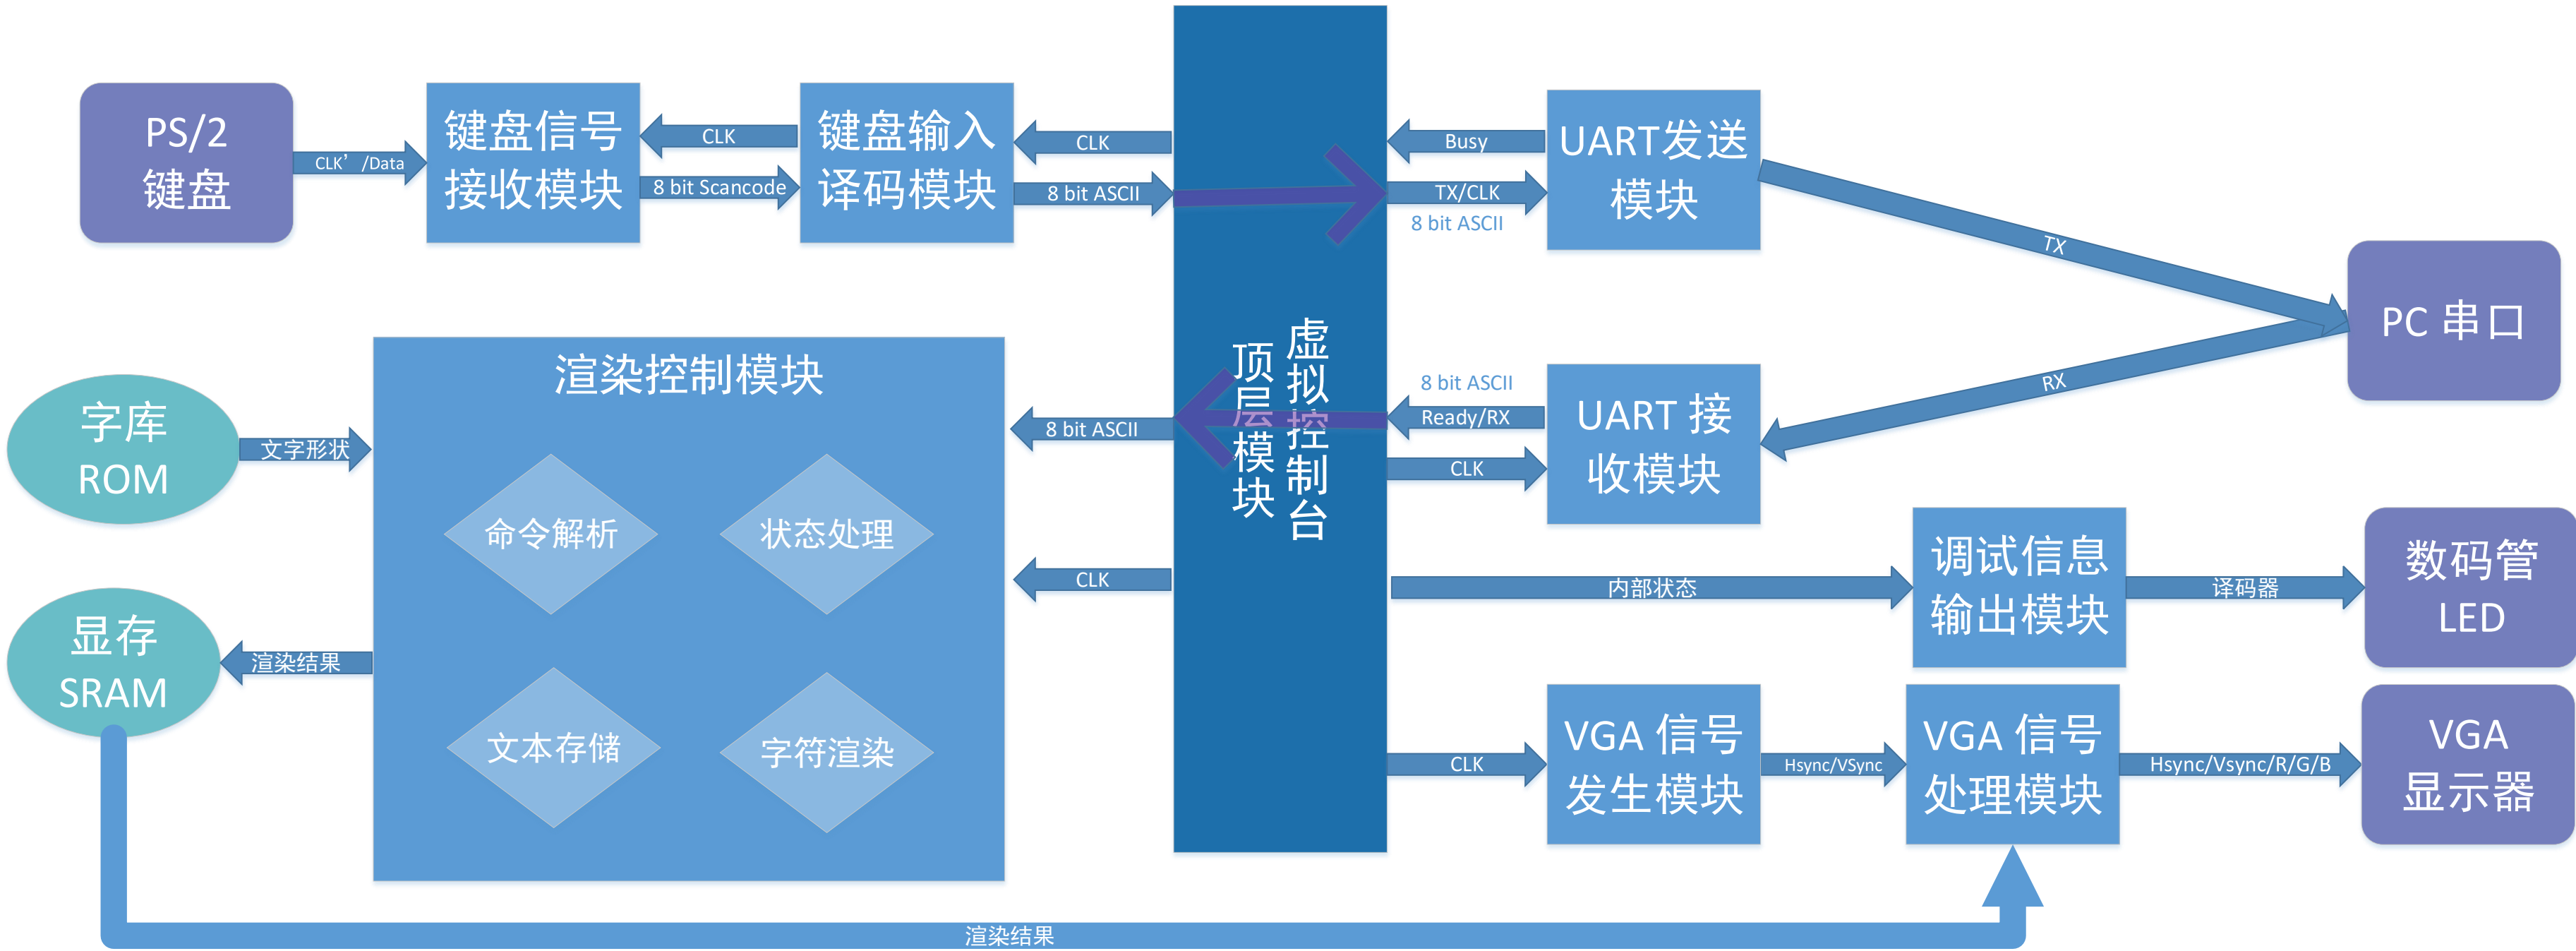 PS/2
键盘
CLK’/Data
键盘信号
接收模块
CLK
8 bit Scancode
键盘输入
译码模块
CLK
8 bit ASCII
虚拟控制台
顶层模块
Busy
TX/CLK
8 bit ASCII
UART发送
模块
TX
PC 串口
RX
8 bit ASCII
Ready/RX
CLK
UART 接
收模块
字库
ROM
文字形状
渲染控制模块
命令解析
状态处理
文本存储
字符渲染
8 bit ASCII
CLK
显存
SRAM
渲染结果
内部状态
调试信息
输出模块
译码器
数码管
LED
CLK
VGA 信号
发生模块
Hsync/VSync
VGA 信号
处理模块
Hsync/Vsync/R/G/B
VGA
显示器
渲染结果